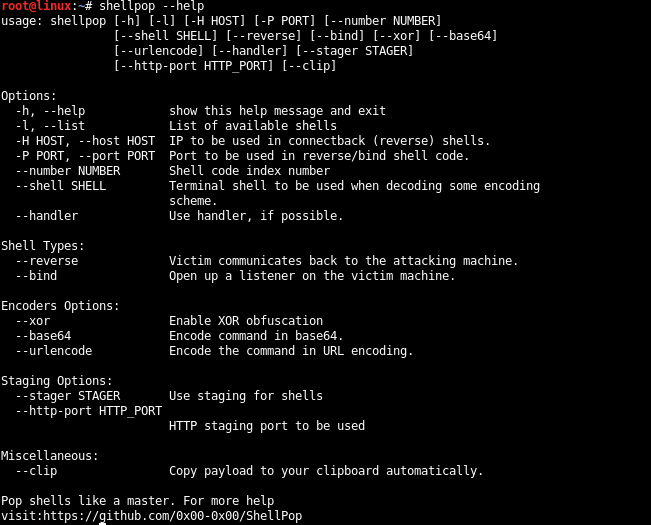 root@linux:~# shellpop --help
usage: shellpop [-h] [-l] [-H HOST] [-P PORT] [--number NUMBER]
                [--shell SHELL] [--reverse] [--bind] [--xor] [--base64]
                [--urlencode] [--handler] [--stager STAGER]
                [--http-port HTTP_PORT] [--clip]

Options:
  -h, --help            show this help message and exit
  -l, --list            List of available shells
  -H HOST, --host HOST  IP to be used in connectback (reverse) shells.
  -P PORT, --port PORT  Port to be used in reverse/bind shell code.
  --number NUMBER       Shell code index number
  --shell SHELL         Terminal shell to be used when decoding some encoding
                        scheme.
  --handler             Use handler, if possible.

Shell Types:
  --reverse             Victim communicates back to the attacking machine.
  --bind                Open up a listener on the victim machine.

Encoders Options:
  --xor                 Enable XOR obfuscation
  --base64              Encode command in base64.
  --urlencode           Encode the command in URL encoding.

Staging Options:
  --stager STAGER       Use staging for shells
  --http-port HTTP_PORT
                        HTTP staging port to be used

Miscellaneous:
  --clip                Copy payload to your clipboard automatically.

Pop shells like a master. For more help
visit:https://github.com/0x00-0x00/ShellPop